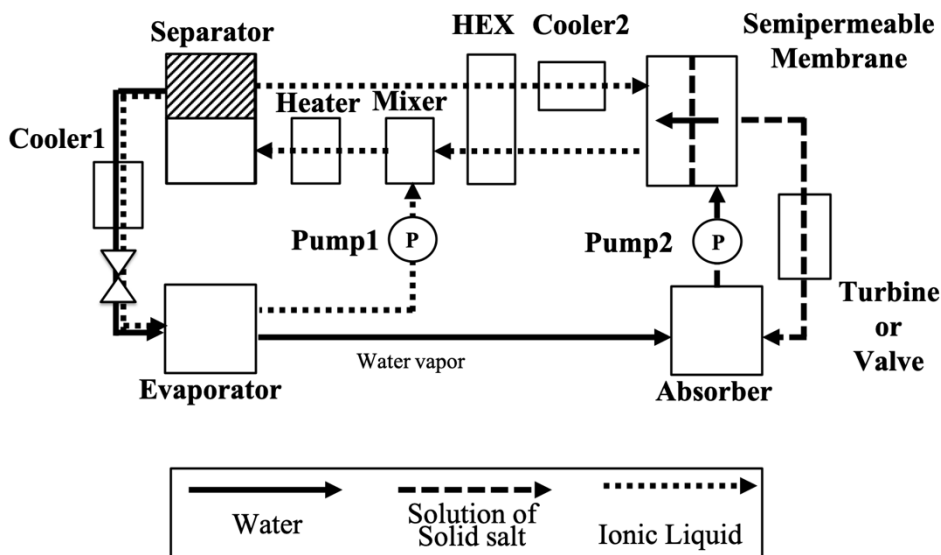 Separator
HEX
Cooler2
Semipermeable
Membrane
Heater
Mixer
Cooler1
Pump1
P
Pump2
P
Turbine
or
Valve
Water vapor
Evaporator
Absorber
Water
Solution of
Solid salt
Ionic Liquid